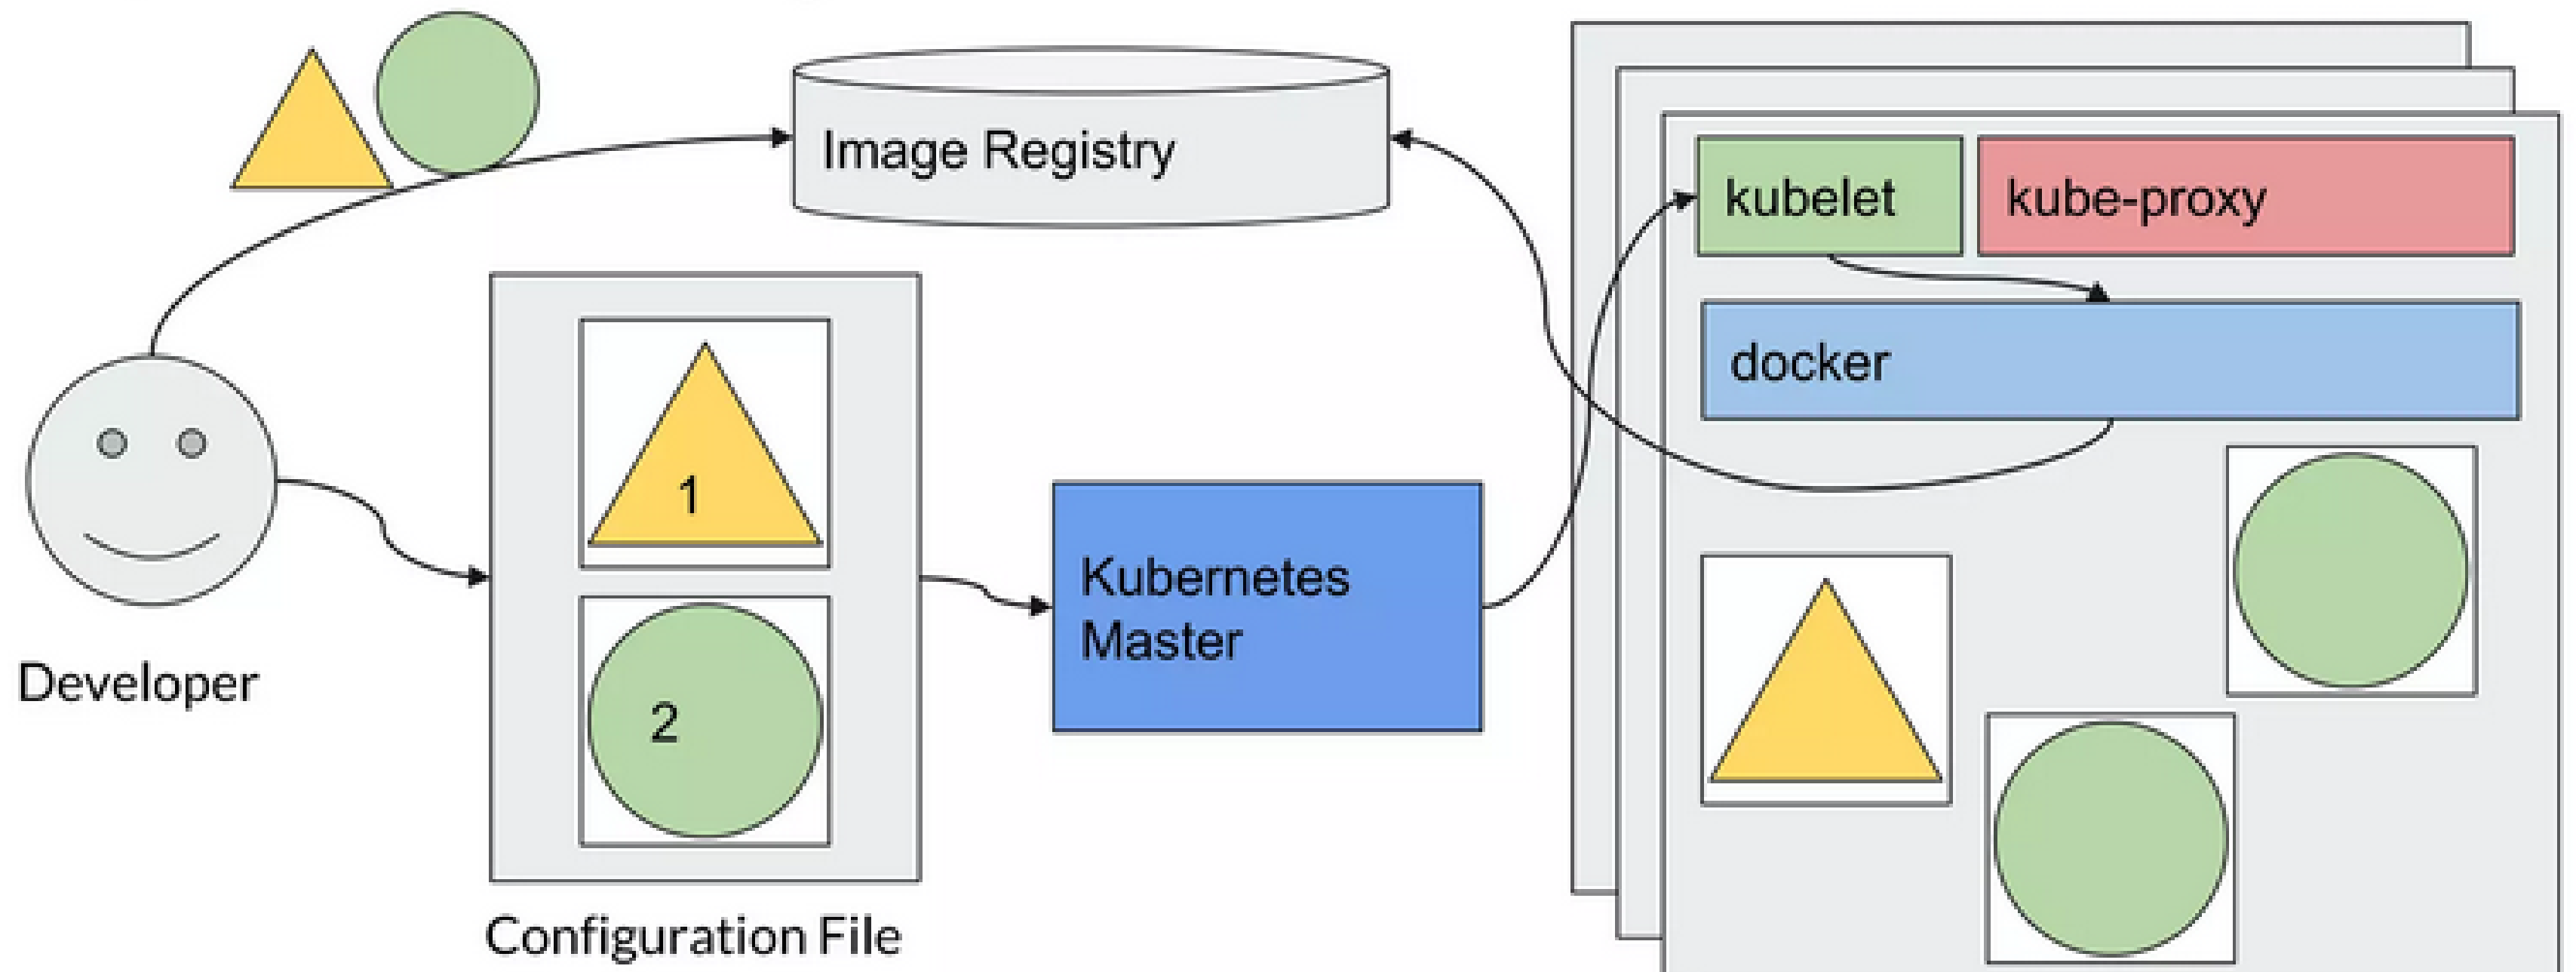 Image Registry
kubelet
kube-proxy
docker
1
2
Kubernetes
Master
Developer
Configuration File